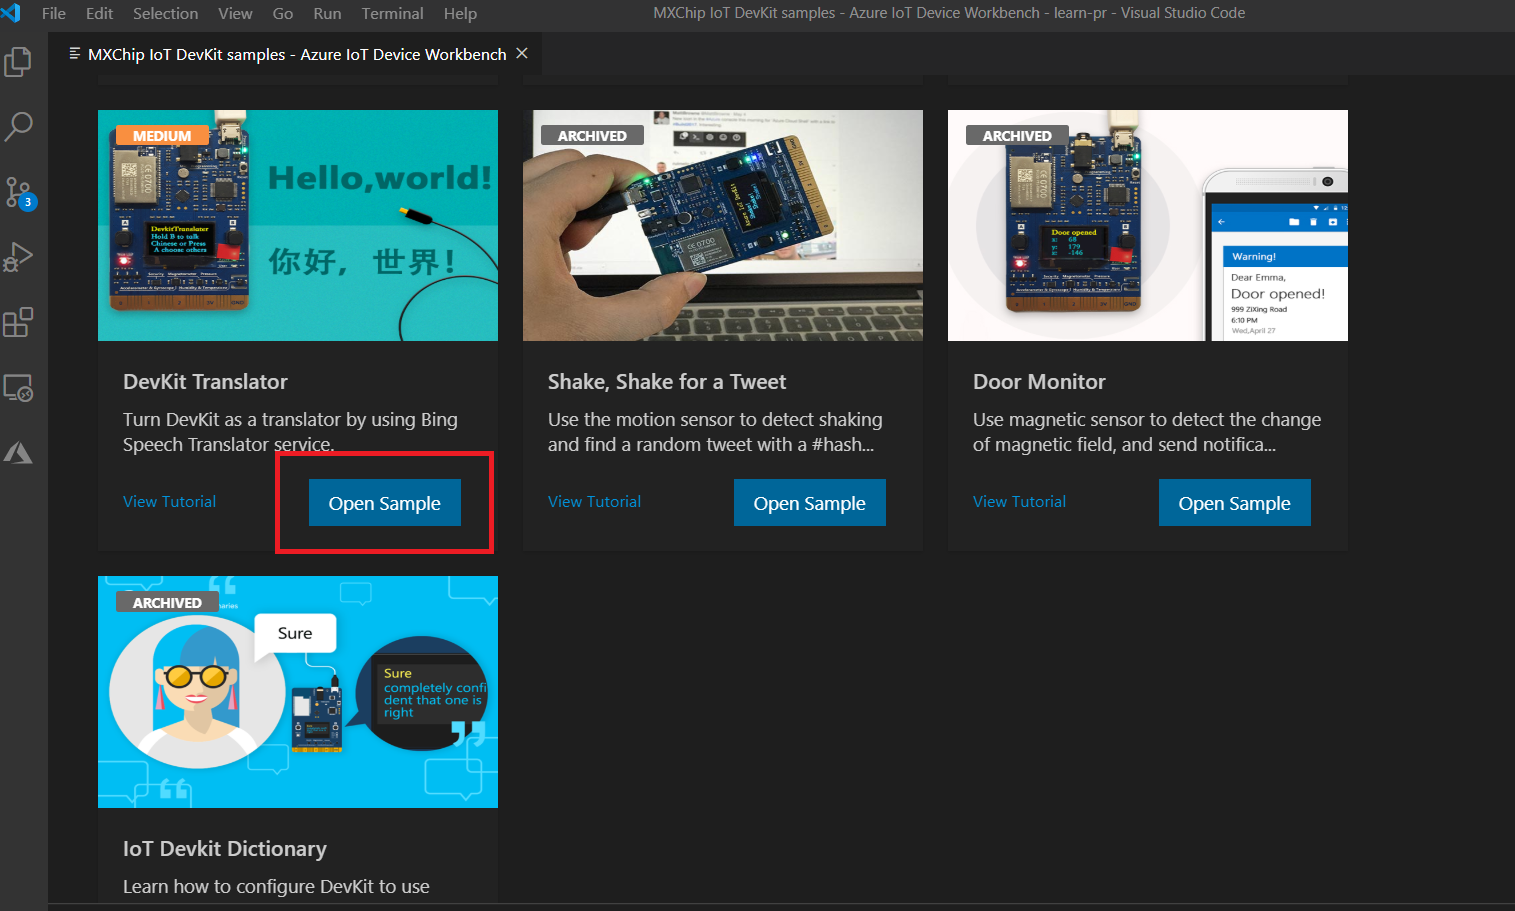 File Edit Selection View Go Run Terminal Help
MXChip IoT DevKit samples - Azure IoT Device Workbench - learn-pr - Visual Studio Code
MXChip IoT DevKit samples - Azure IoT Device Workbench
3
MEDIUM
Hello,world!
你好，世界！
DevkitTranslator
Hold B to talk
Chinese or Press
A choose others
DevKit Translator
Turn DevKit as a translator by using Bing
Speech Translator service.
View Tutorial
Open Sample
ARCHIVED
Shake, Shake for a Tweet
Use the motion sensor to detect shaking
and find a random tweet with a #hash...
View Tutorial
Open Sample
ARCHIVED
Door opened
x: 68
y: 179
z: -146
Warning!
Dear Emma,
Door opened!
999 ZiXing Road
6:10 PM
Wed,April 27
Door Monitor
Use magnetic sensor to detect the change
of magnetic field, and send notifica...
View Tutorial
Open Sample
ARCHIVED
Sure
Sure
completely confi
dent that one is
right
IoT Devkit Dictionary
Learn how to configure DevKit to use